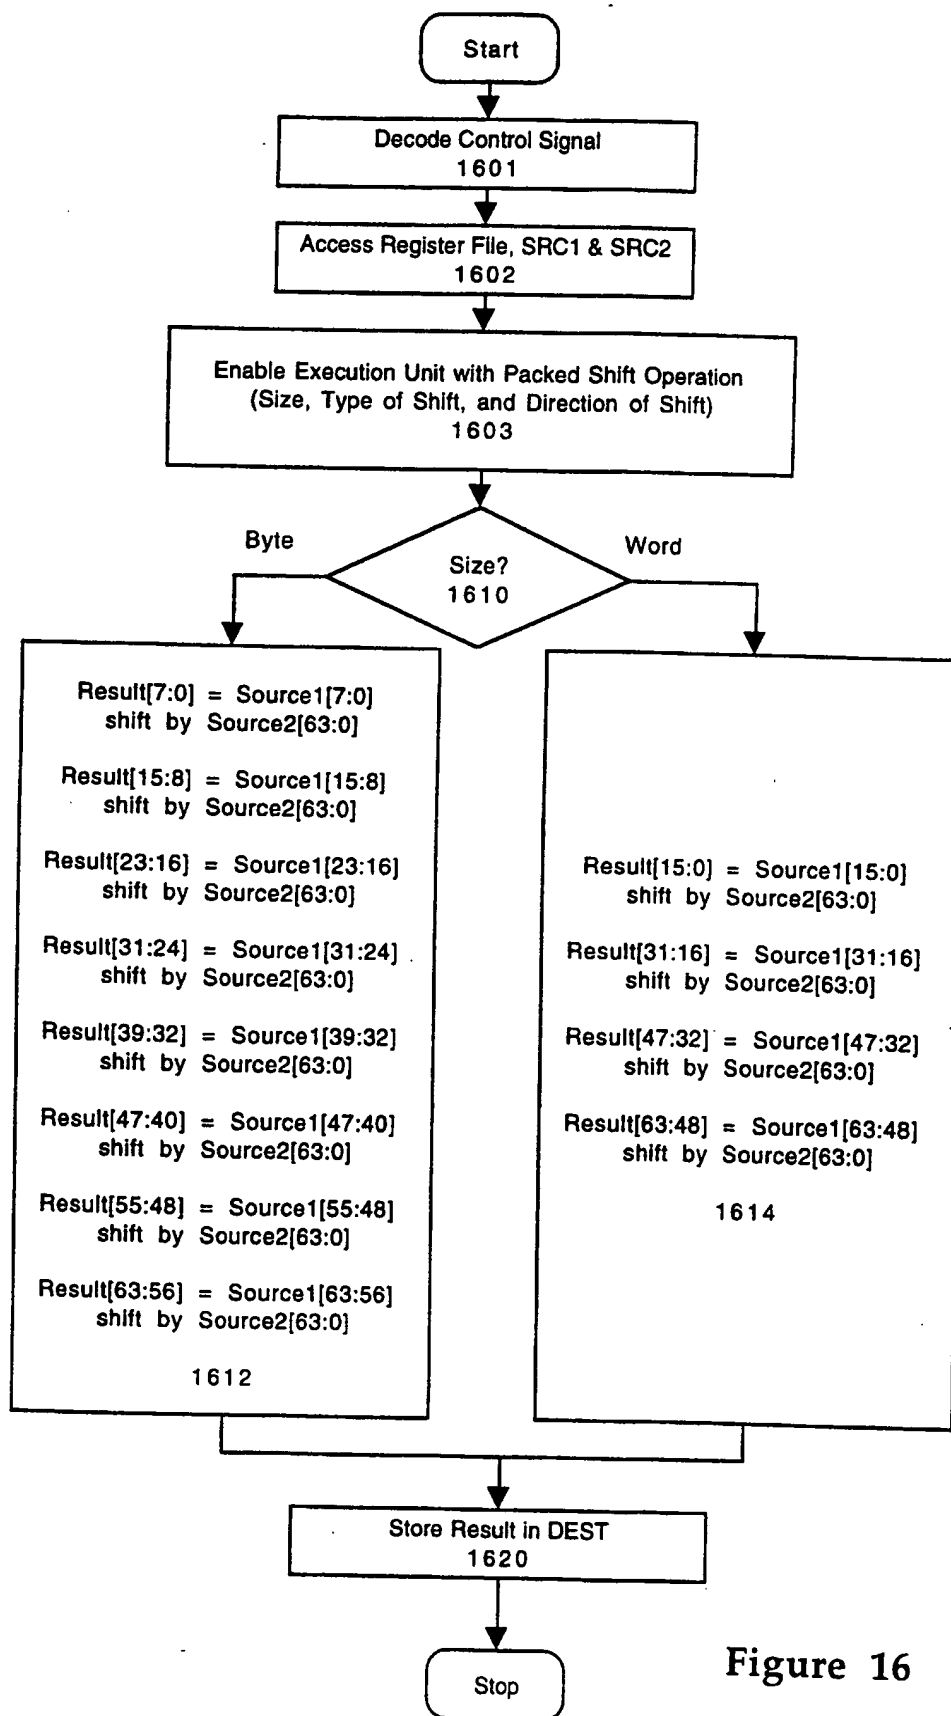 Start
Decode Control Signal
1601
Access Register File, SRC1 & SRC2
1602
Enable Execution Unit with Packed Shift Operation
(Size, Type of Shift, and Direction of Shift)
1603
Byte
Size?
1610
Word
Result[7:0] = Source1[7:0]
shift by Source2[63:0]
Result[15:8] = Source1[15:8]
shift by Source2[63:0]
Result[23:16] = Source1[23:16]
shift by Source2[63:0]
Result[31:24] = Source1[31:24]
shift by Source2[63:0]
Result[39:32] = Source1[39:32]
shift by Source2[63:0]
Result[47:40] = Source1[47:40]
shift by Source2[63:0]
Result[55:48] = Source1[55:48]
shift by Source2[63:0]
Result[63:56] = Source1[63:56]
shift by Source2[63:0]
1612
Result[15:0] = Source1[15:0]
shift by Source2[63:0]
Result[31:16] = Source1[31:16]
shift by Source2[63:0]
Result[47:32] = Source1[47:32]
shift by Source2[63:0]
Result[63:48] = Source1[63:48]
shift by Source2[63:0]
1614
Store Result in DEST
1620
Stop
Figure 16